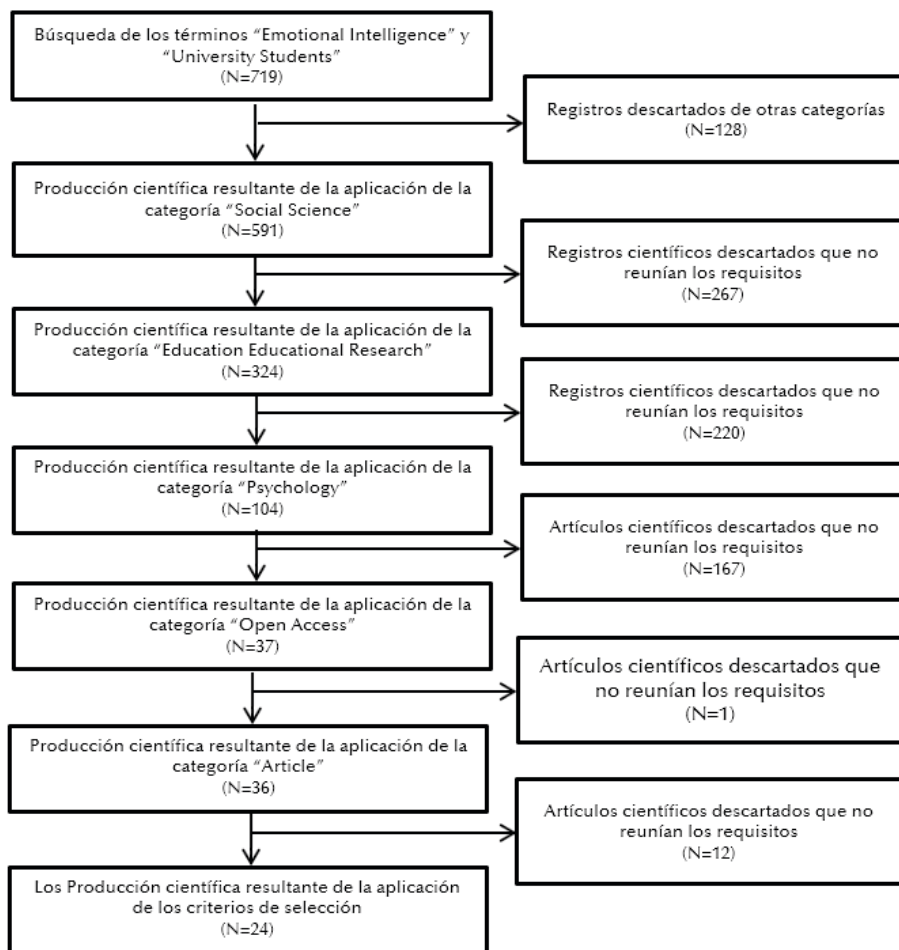 Búsqueda de los términos “Emotional Intelligence” y
“University Students”
(N=719)
Registros descartados de otras categorías
(N=128)
Producción científica resultante de la aplicación de la
categoría “Social Science”
(N=591)
Registros científicos descartados que no
reunían los requisitos
(N=267)
Producción científica resultante de la aplicación de la
categoría “Education Educational Research”
(N=324)
Registros científicos descartados que no
reunían los requisitos
(N=220)
Producción científica resultante de la aplicación de la
categoría “Psychology”
(N=104)
Artículos científicos descartados que no
reunían los requisitos
(N=167)
Producción científica resultante de la aplicación de la
categoría “Open Access”
(N=37)
Artículos científicos descartados que
no reunían los requisitos
(N=1)
Producción científica resultante de la aplicación de la
categoría “Article”
(N=36)
Artículos científicos descartados que no
reunían los requisitos
(N=12)
Los Producción científica resultante de la aplicación
de los criterios de selección
(N=24)